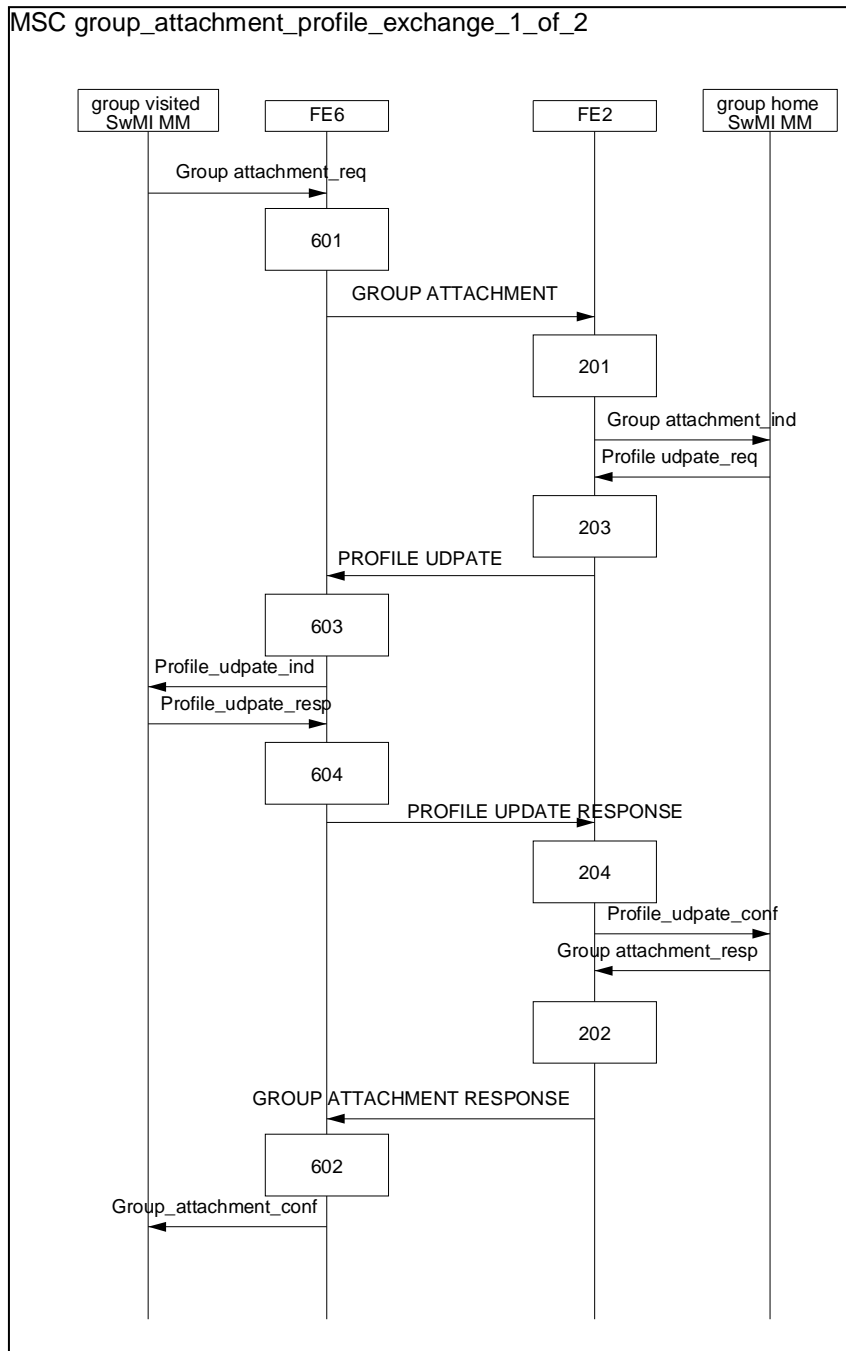 MSC group_attachment_profile_exchange_1_of_2
group visited
SwMI MM
FE6
FE2
group home
SwMI MM
Group attachment_req
601
GROUP ATTACHMENT
201
Group attachment_ind
Profile udpate_req
203
PROFILE UDPATE
603
Profile_udpate_ind
Profile_udpate_resp
604
PROFILE UPDATE RESPONSE
204
Profile_udpate_conf
Group attachment_resp
202
GROUP ATTACHMENT RESPONSE
602
Group_attachment_conf